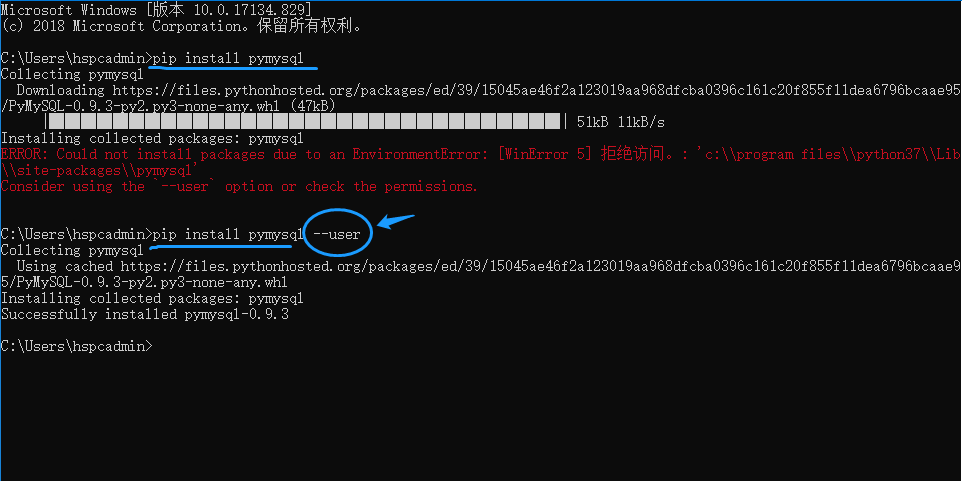 Microsoft Windows [版本 10.0.17134.829]
(c) 2018 Microsoft Corporation。保留所有权利。
C:\Users\hspcadmin>pip install pymysql
Collecting pymysql
Downloading https://files.pythonhosted.org/packages/ed/39/15045ae46f2a123019aa968dfcba0396c161c20f855f11dea6796bcaae95
/PyMySQL-0.9.3-py2.py3-none-any.whl (47kB)
| 51kB 11kB/s
Installing collected packages: pymysql
ERROR: Could not install packages due to an EnvironmentError: [WinError 5] 拒绝访问。: 'c:\\program files\\python37\\Lib
\\site-packages\\pymysql'
Consider using the `--user` option or check the permissions.
C:\Users\hspcadmin>pip install pymysql --user
Collecting pymysql
Using cached https://files.pythonhosted.org/packages/ed/39/15045ae46f2a123019aa968dfcba0396c161c20f855f11dea6796bcaae9
5/PyMySQL-0.9.3-py2.py3-none-any.whl
Installing collected packages: pymysql
Successfully installed pymysql-0.9.3
C:\Users\hspcadmin>